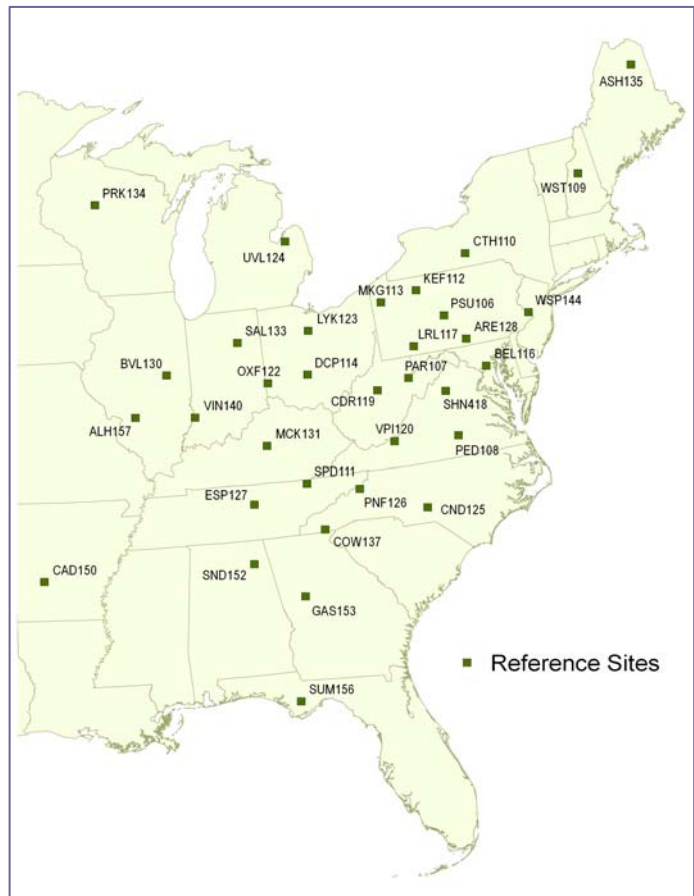 ASH135
WST109
PRK134
CTH110
UVL124
KEF112
MKG113
PSU106
WSP144
LYK123
SAL133
ARE128
LRL117
BEL116
DCP114
PAR107
BVL130
OXF122
CDR119
SHN418
VIN140
VPI120
ALH157
MCK131
PED108
SPD111
ESP127
PNF126
CND125
COW137
SND152
CAD150
GAS153
Reference Sites
SUM156